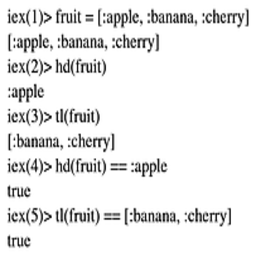 iex(1)> fruit = [:apple, :banana, :cherry]
[:apple, :banana, :cherry]
iex(2)> hd(fruit)
:apple
iex(3)> tl(fruit)
[:banana, :cherry]
iex(4)> hd(fruit) == :apple
true
iex(5)> tl(fruit) == [:banana, :cherry]
true